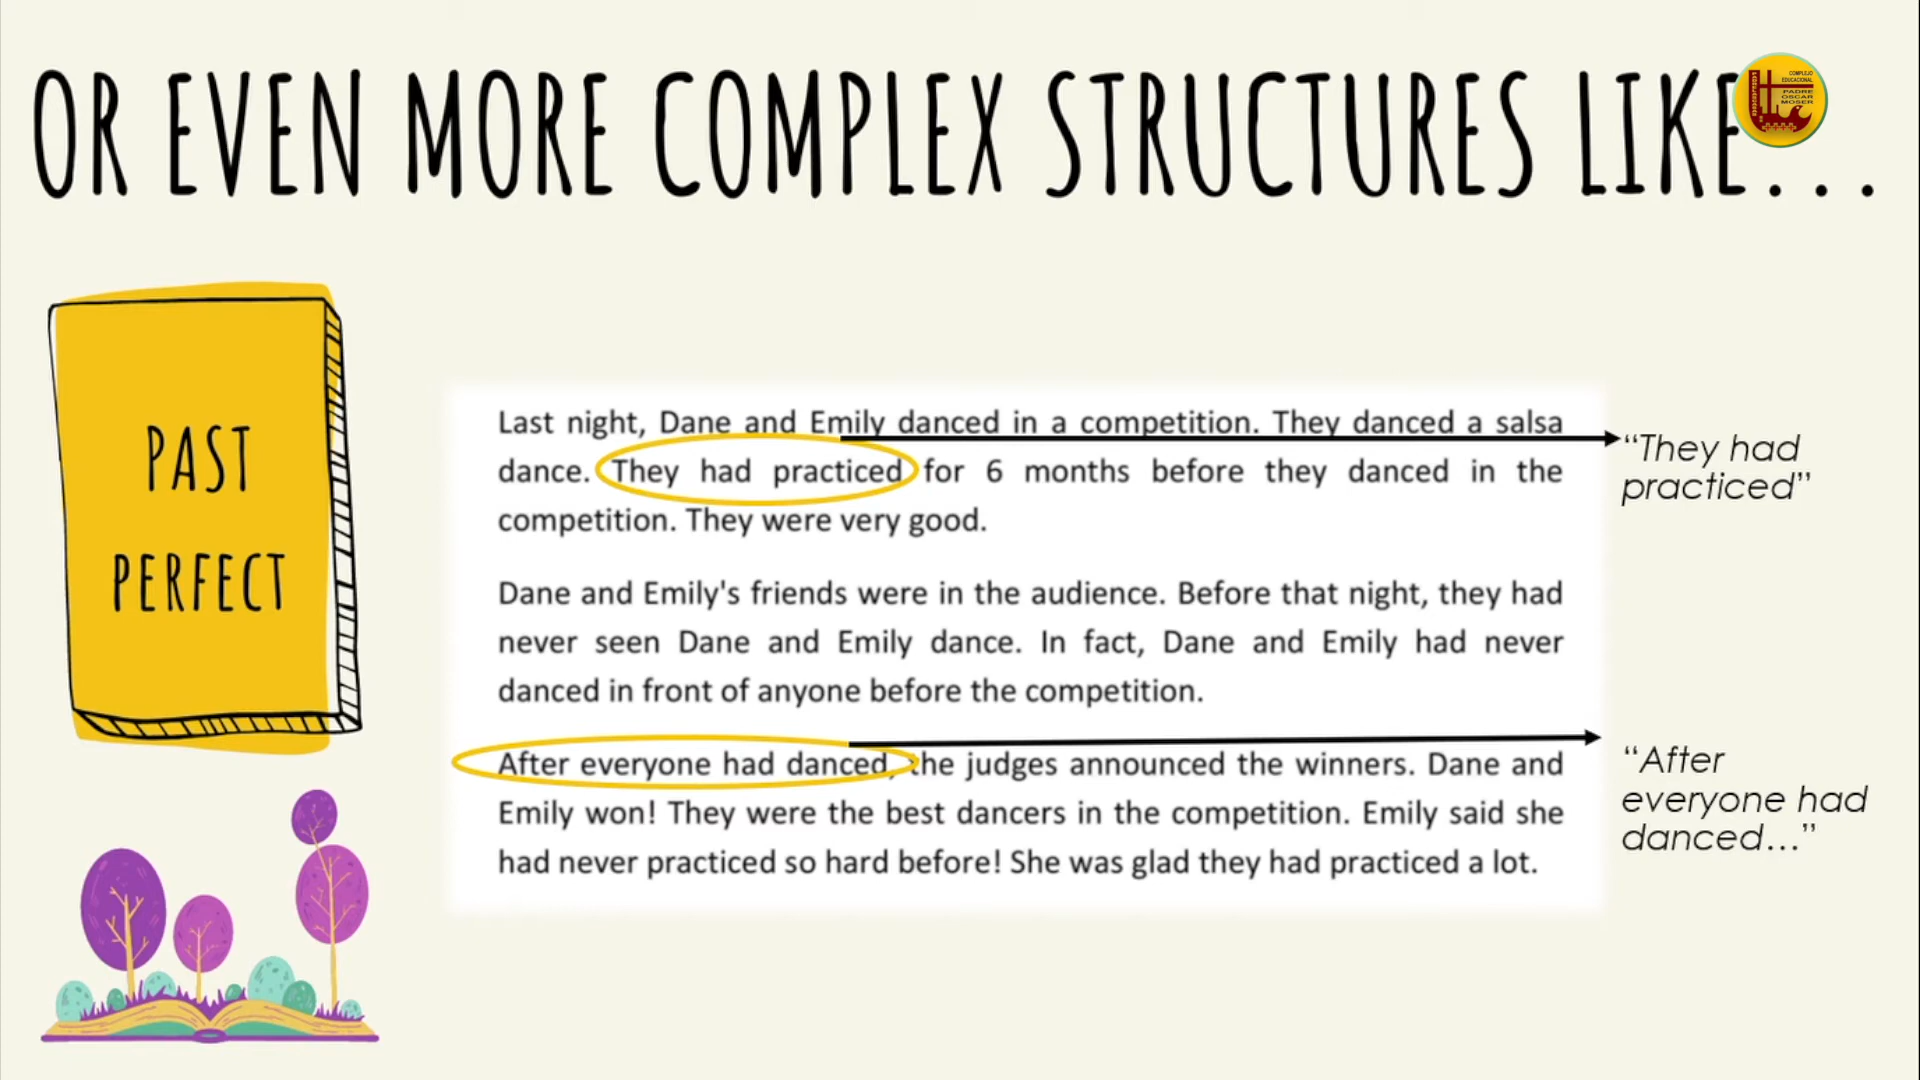 OR EVEN MORE COMPLEX STRUCTURES LIKE...
COMPLEJO
EDUCACIONAL
PADRE
OSCAR
MOSER
PAST
PERFECT
Last night, Dane and Emily danced in a competition. They danced a salsa
dance. They had practiced for 6 months before they danced in the
competition. They were very good.
Dane and Emily's friends were in the audience. Before that night, they had
never seen Dane and Emily dance. In fact, Dane and Emily had never
danced in front of anyone before the competition.
After everyone had danced, the judges announced the winners. Dane and
Emily won! They were the best dancers in the competition. Emily said she
had never practiced so hard before! She was glad they had practiced a lot.
“They had
practiced”
“After
everyone had
danced...”